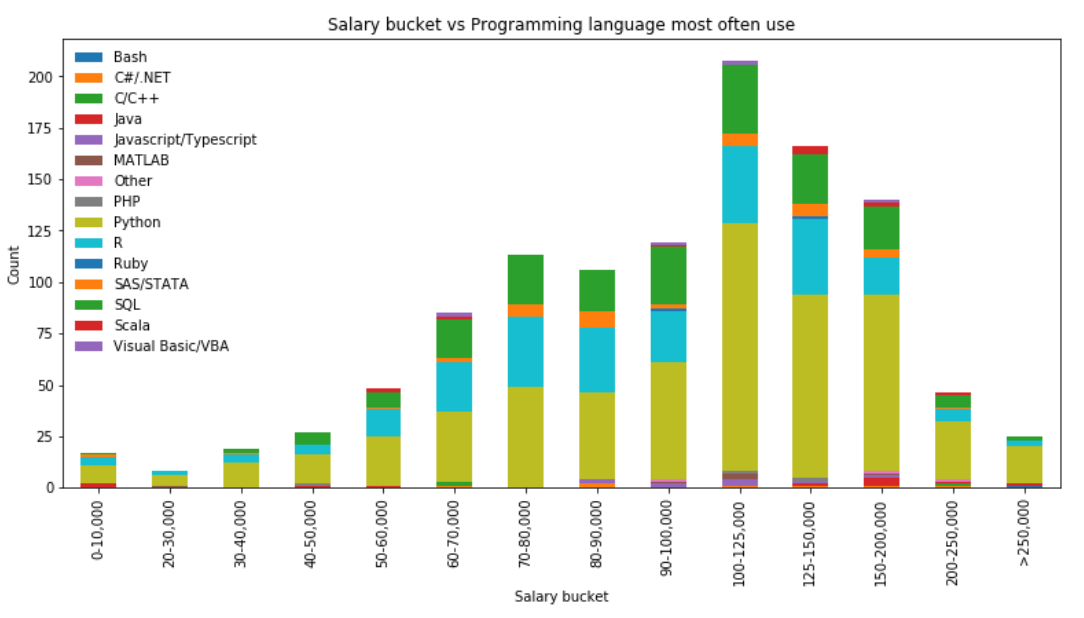 Salary bucket vs Programming language most often use
Bash
C#/.NET
C/C++
Java
Javascript/Typescript
MATLAB
Other
PHP
Python
R
Ruby
SAS/STATA
SQL
Scala
Visual Basic/VBA
200
175
150
125
100
75
50
25
0
Count
0-10,000
20-30,000
30-40,000
40-50,000
50-60,000
60-70,000
70-80,000
80-90,000
90-100,000
100-125,000
125-150,000
150-200,000
200-250,000
>250,000
Salary bucket